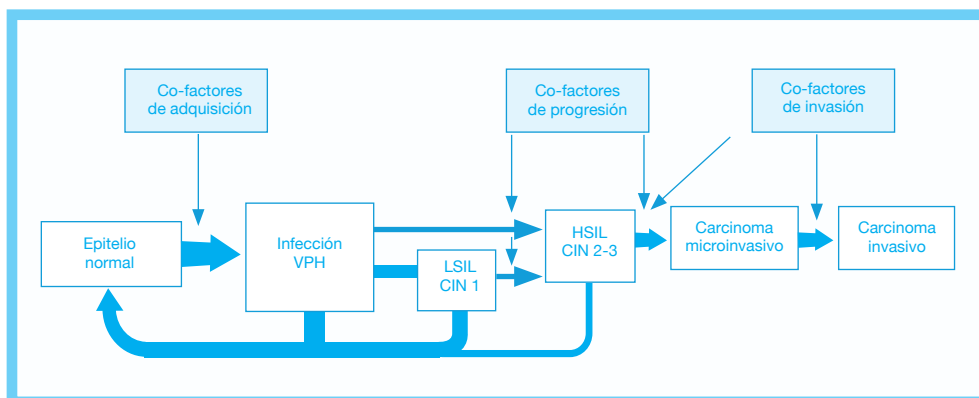 Co-factores
de adquisición
Co-factores
de progresión
Co-factores
de invasión
Epitelio
normal
Infección
VPH
LSIL
CIN 1
HSIL
CIN 2-3
Carcinoma
microinvasivo
Carcinoma
invasivo